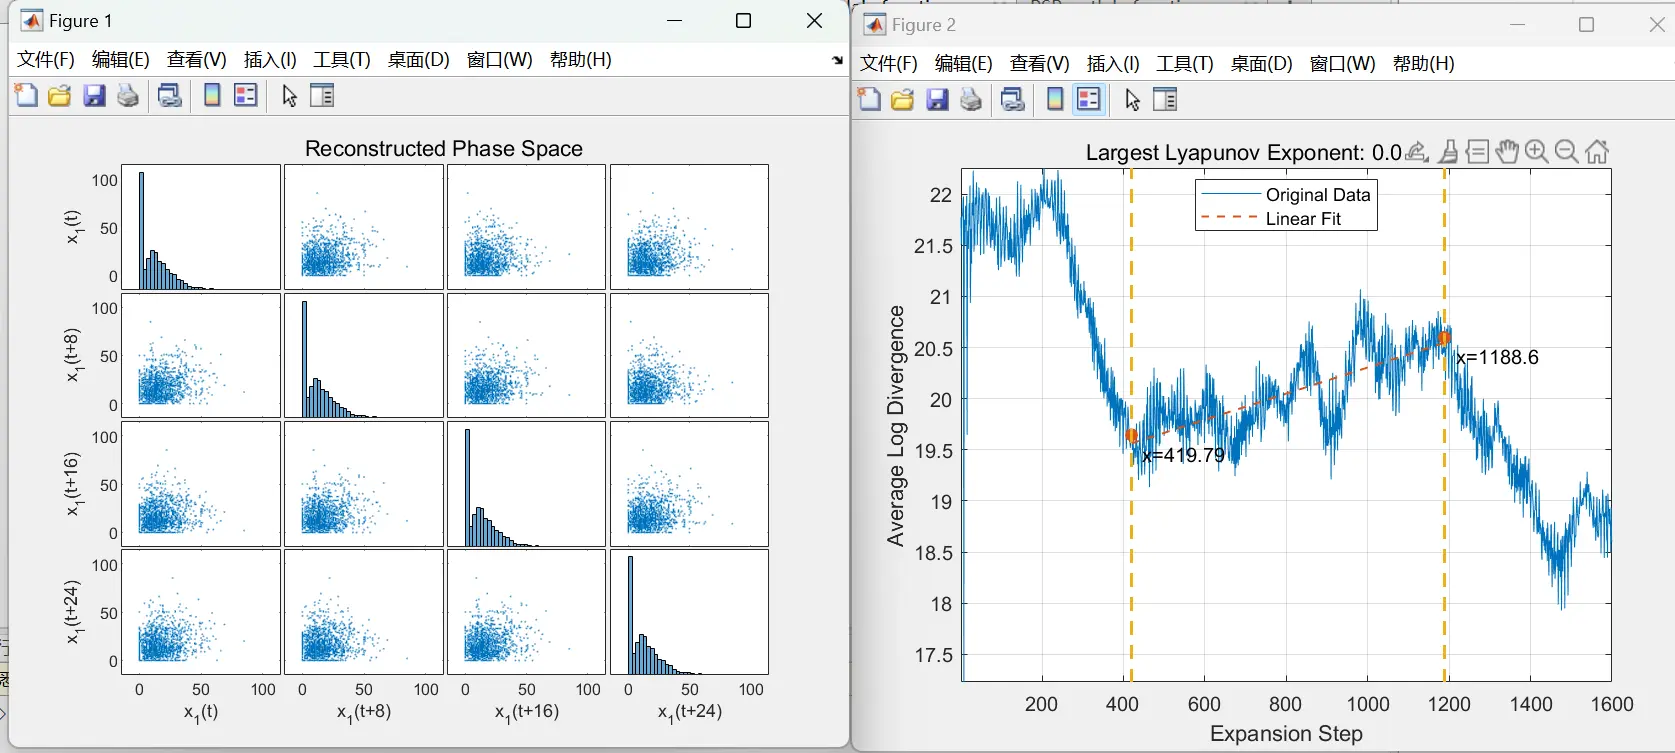 Figure 1
文件(F) 编辑(E) 查看(V) 插入(I) 工具(T) 桌面(D) 窗口(W) 帮助(H)
Reconstructed Phase Space
100
50
0
x1(t)
100
50
0
x1(t+8)
100
50
0
x1(t+16)
100
50
0
x1(t+24)
0 50 100 0 50 100 0 50 100 0 50 100
x1(t) x1(t+8) x1(t+16) x1(t+24)
Figure 2
文件(F) 编辑(E) 查看(V) 插入(I) 工具(T) 桌面(D) 窗口(W) 帮助(H)
Largest Lyapunov Exponent: 0.0
Original Data
Linear Fit
22
21.5
21
20.5
20
19.5
19
18.5
18
17.5
Average Log Divergence
x=1188.6
x=419.79
200 400 600 800 1000 1200 1400 1600
Expansion Step